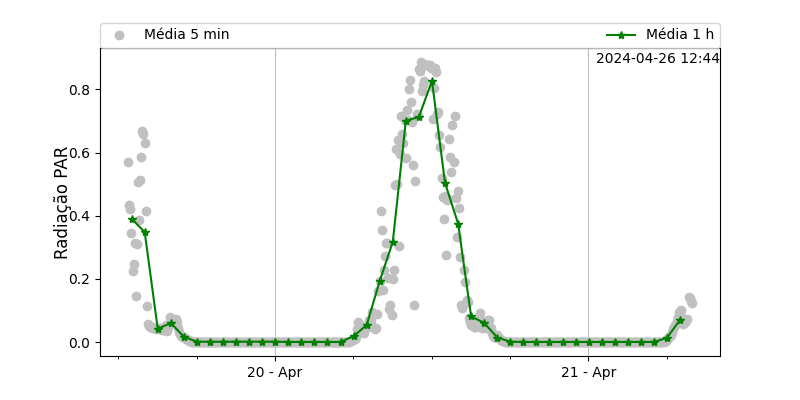 Média 5 min
Média 1 h
2024-04-26 12:44
Radiação PAR
0.8
0.6
0.4
0.2
0.0
20 - Apr
21 - Apr